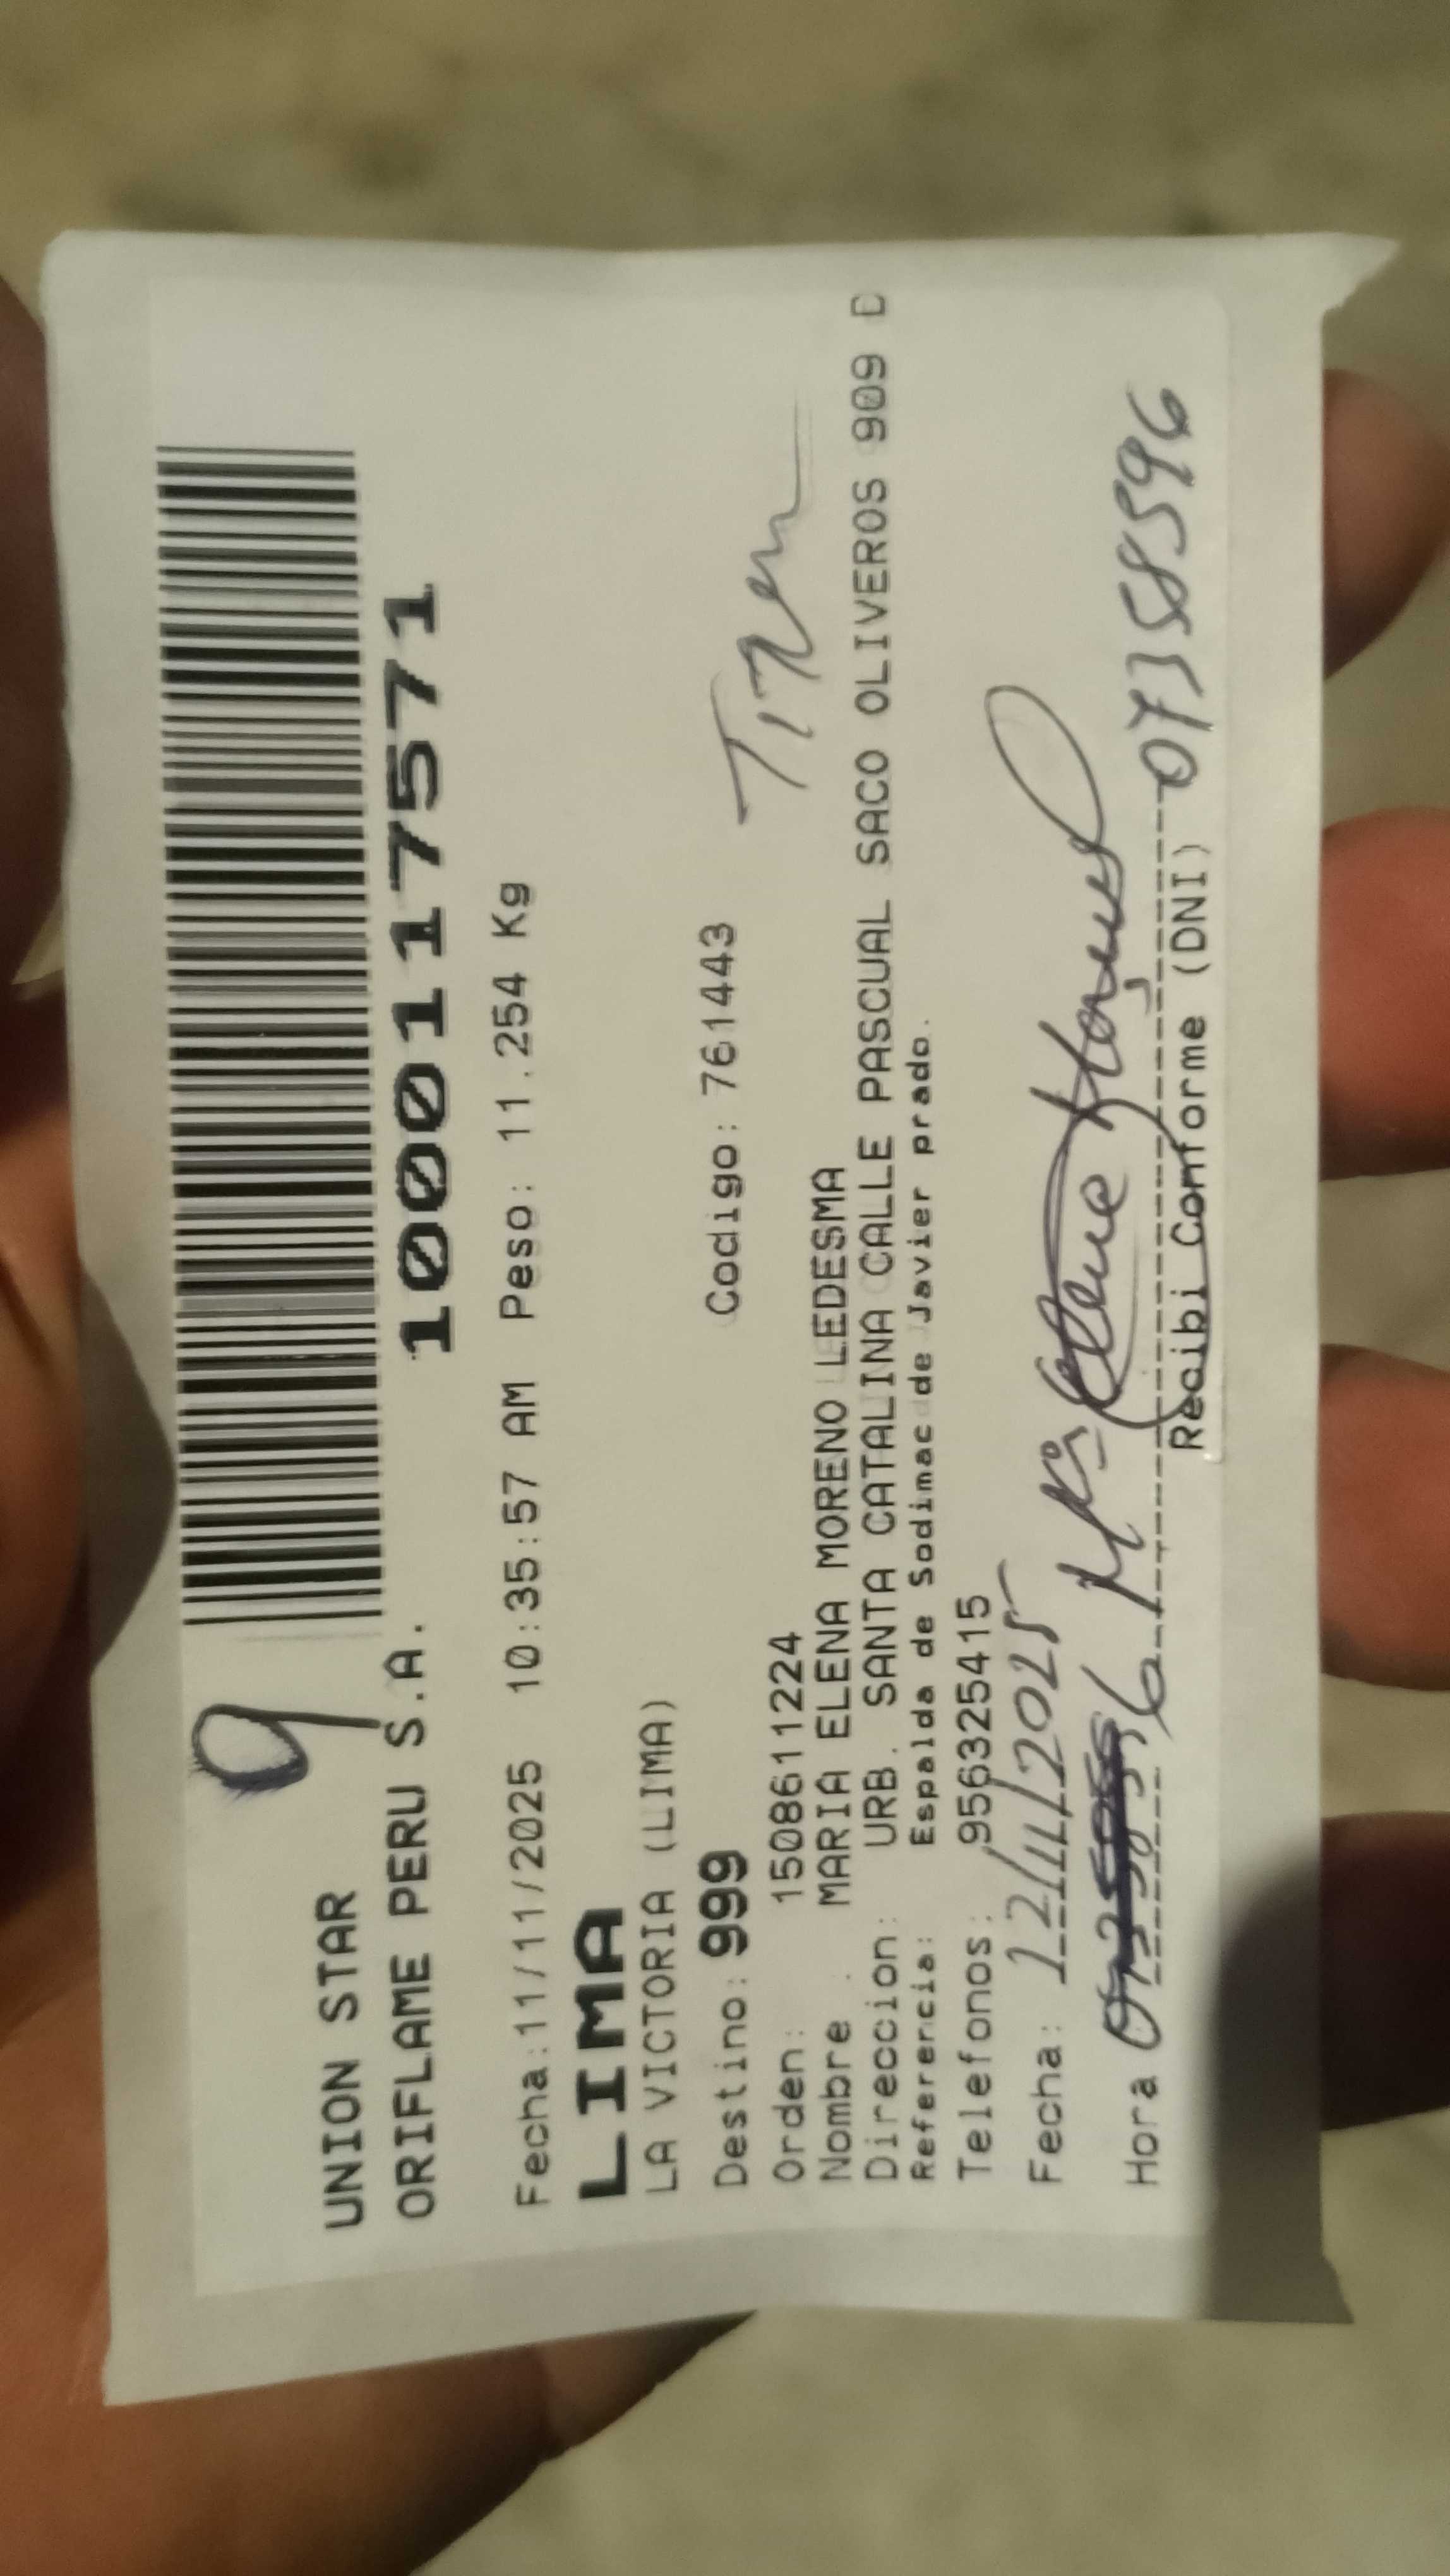 9
UNION STAR
ORIFLAME PERU S.A. 1000117571
Fecha:11/11/2025 10:35:57 AM Peso: 11.254 Kg
LIMA
LA VICTORIA (LIMA)
Destino: 999 Codigo: 761443
Orden: 150861122​4
Nombre : MARIA ELENA MORENO LEDESMA
Direccion: URB. SANTA CATALINA CALLE PASCUAL SACO OLIVEROS 909 D
Referencia: Espalda de Sodimac de Javier prado.
Telefonos: 956325415
Fecha: 12/11/2025
Hora
Recibi Conforme (DNI)